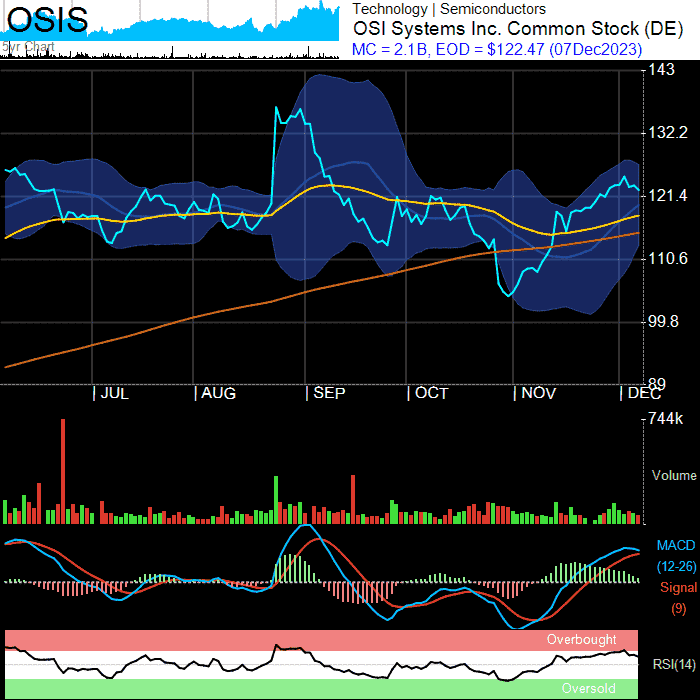 OSIS
5yr Chart
Technology | Semiconductors
OSI Systems Inc. Common Stock (DE)
MC = 2.1B, EOD = $122.47 (07Dec2023)
143
132.2
121.4
110.6
99.8
89
| JUL | AUG | SEP | OCT | NOV | DEC
744k
Volume
MACD
(12-26)
Signal
(9)
Overbought
RSI(14)
Oversold